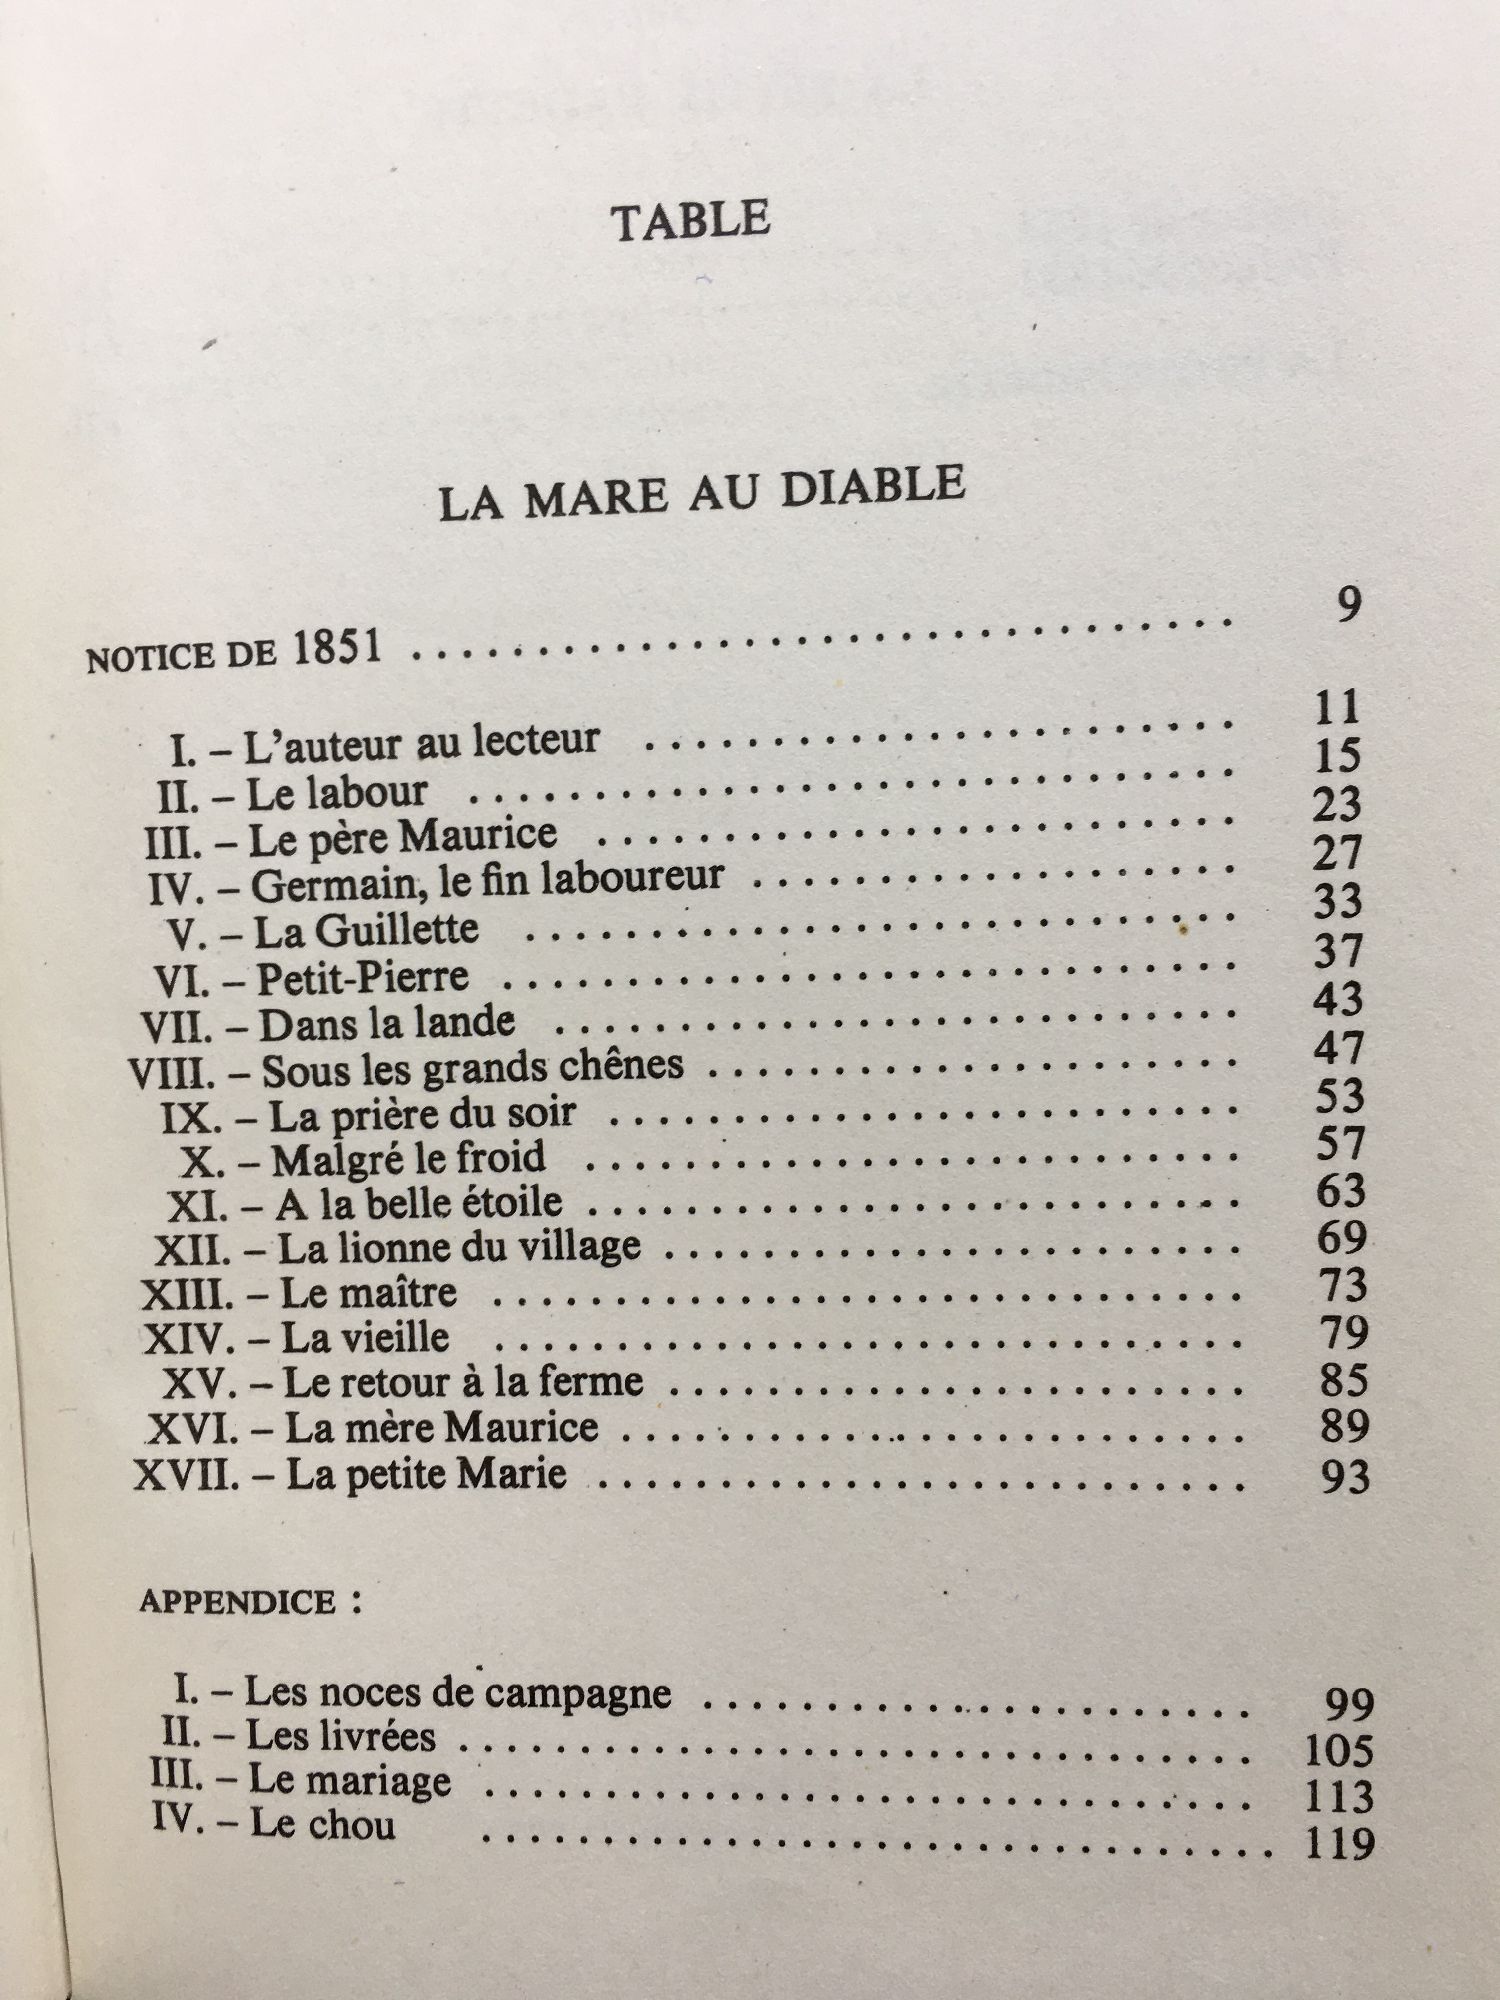 TABLE
LA MARE AU DIABLE
NOTICE DE 1851 . . . . . . . . . . . . . . . . . . . . . . . . . . . . . . . . 9
I. – L'auteur au lecteur . . . . . . . . . . . . . . . . . . . . . . . . 11
II. – Le labour . . . . . . . . . . . . . . . . . . . . . . . . . . . . . . 15
III. – Le père Maurice . . . . . . . . . . . . . . . . . . . . . . . . . 23
IV. – Germain, le fin laboureur . . . . . . . . . . . . . . . . . . . 27
V. – La Guillette . . . . . . . . . . . . . . . . . . . . . . . . . . . . 33
VI. – Petit-Pierre . . . . . . . . . . . . . . . . . . . . . . . . . . . . . 37
VII. – Dans la lande . . . . . . . . . . . . . . . . . . . . . . . . . . . 43
VIII. – Sous les grands chênes . . . . . . . . . . . . . . . . . . . . . 47
IX. – La prière du soir . . . . . . . . . . . . . . . . . . . . . . . . . 53
X. – Malgré le froid . . . . . . . . . . . . . . . . . . . . . . . . . . 57
XI. – A la belle étoile . . . . . . . . . . . . . . . . . . . . . . . . . . 63
XII. – La lionne du village . . . . . . . . . . . . . . . . . . . . . . . 69
XIII. – Le maître . . . . . . . . . . . . . . . . . . . . . . . . . . . . . . 73
XIV. – La vieille . . . . . . . . . . . . . . . . . . . . . . . . . . . . . . 79
XV. – Le retour à la ferme . . . . . . . . . . . . . . . . . . . . . . . 85
XVI. – La mère Maurice . . . . . . . . . . . . . . . . . . . . . . . . . 89
XVII. – La petite Marie . . . . . . . . . . . . . . . . . . . . . . . . . . 93
APPENDICE :
I. – Les noces de campagne . . . . . . . . . . . . . . . . . . . . . . 99
II. – Les livrées . . . . . . . . . . . . . . . . . . . . . . . . . . . . . . . 105
III. – Le mariage . . . . . . . . . . . . . . . . . . . . . . . . . . . . . . 113
IV. – Le chou . . . . . . . . . . . . . . . . . . . . . . . . . . . . . . . 119